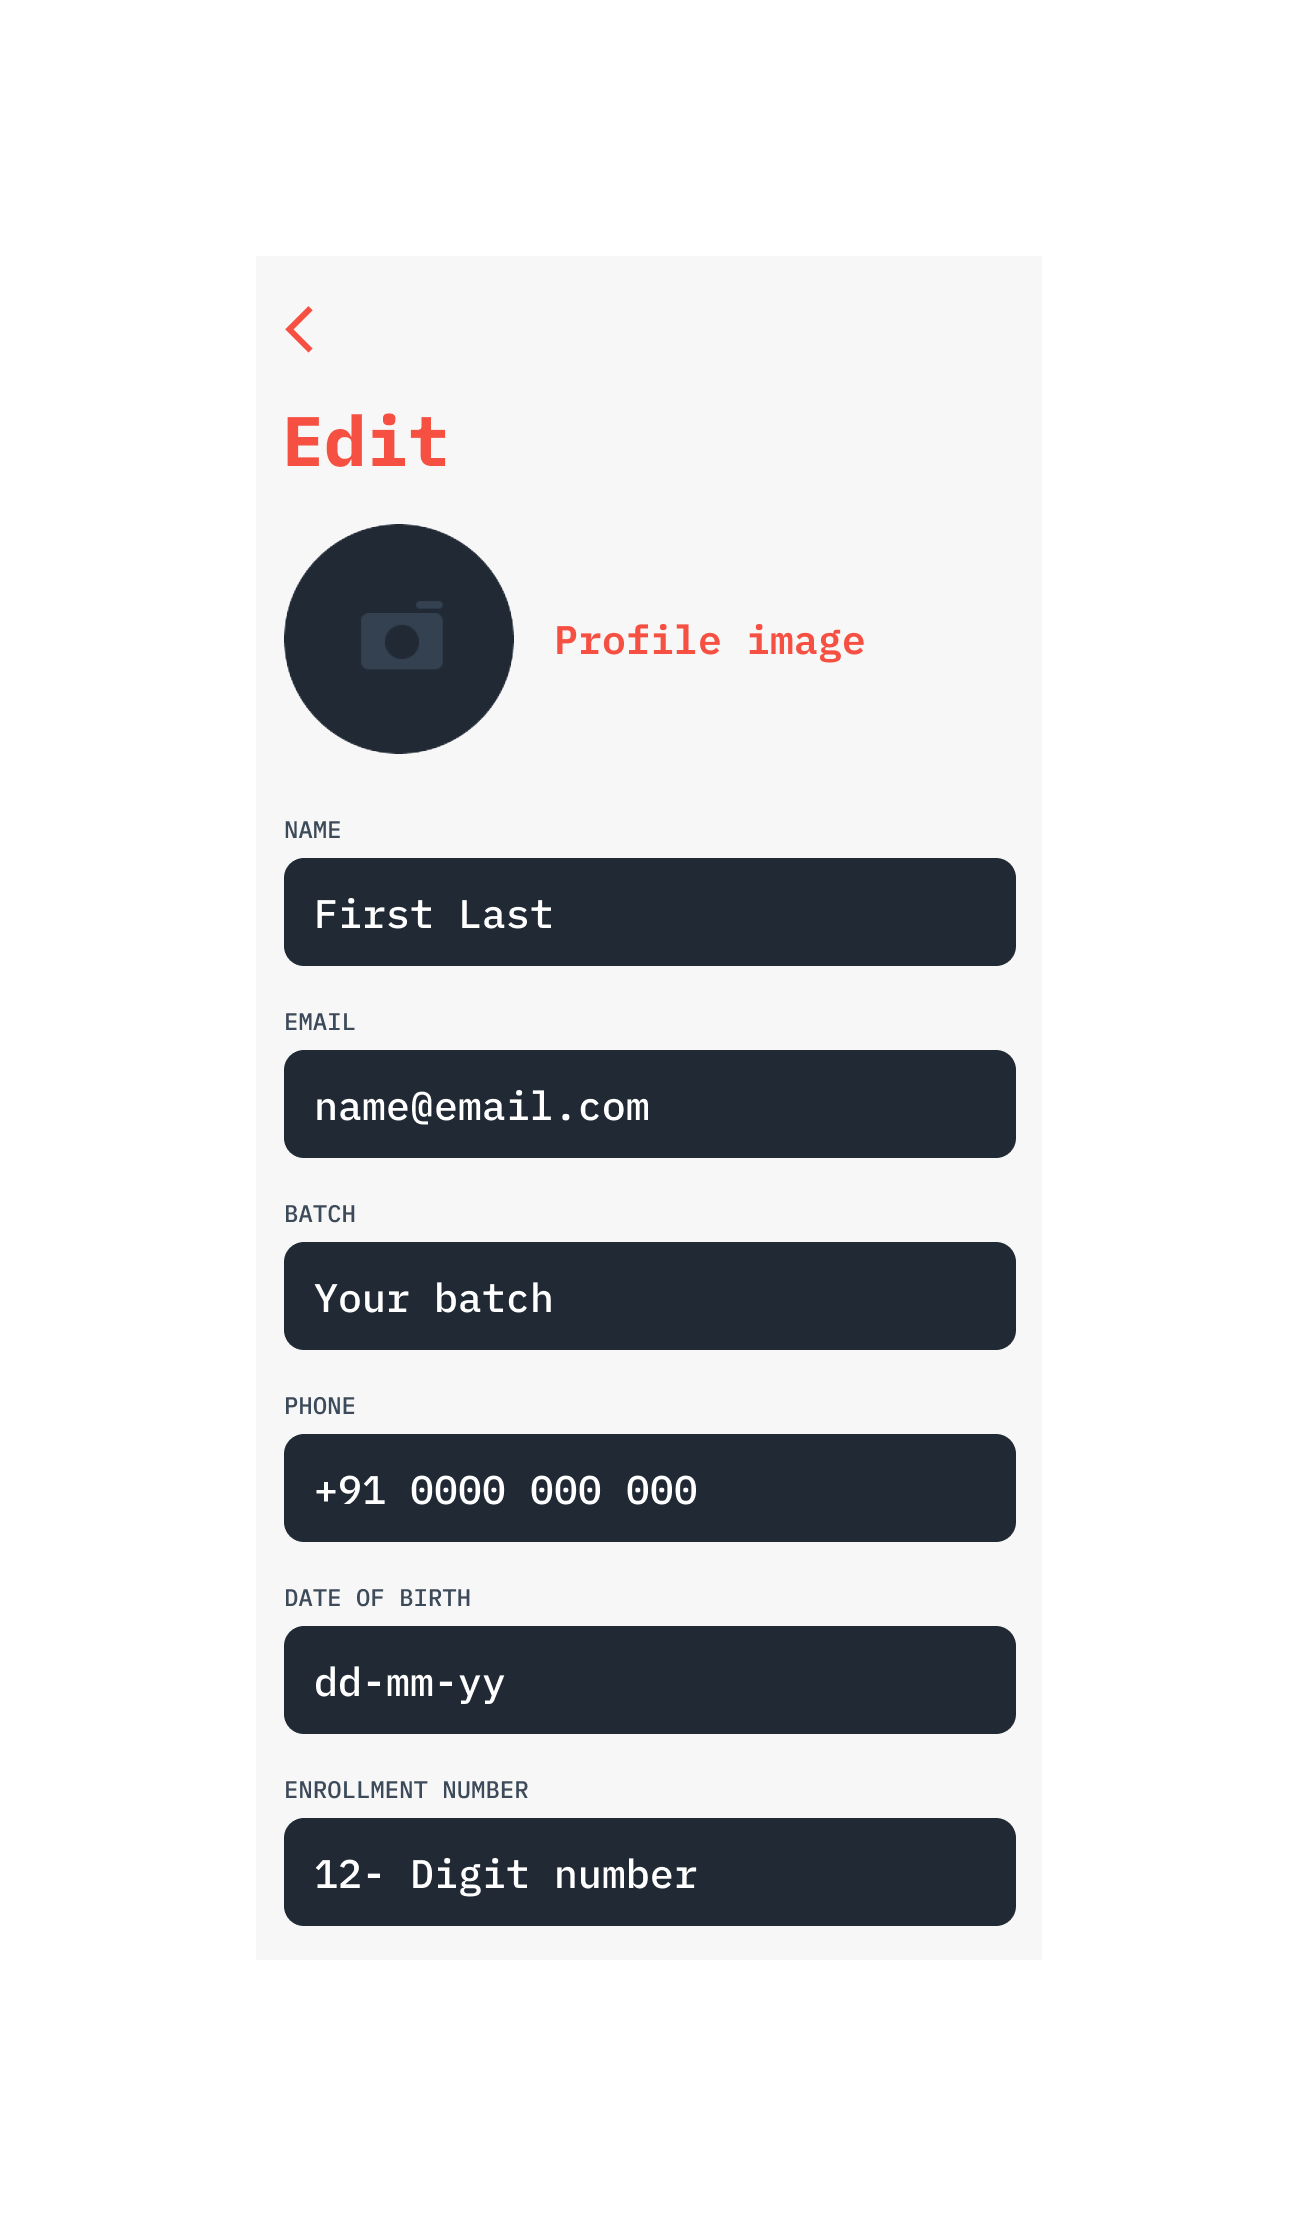 Edit
Profile image
NAME
First Last
EMAIL
name@email.com
BATCH
Your batch
PHONE
+91 0000 000 000
DATE OF BIRTH
dd-mm-yy
ENROLLMENT NUMBER
12- Digit number